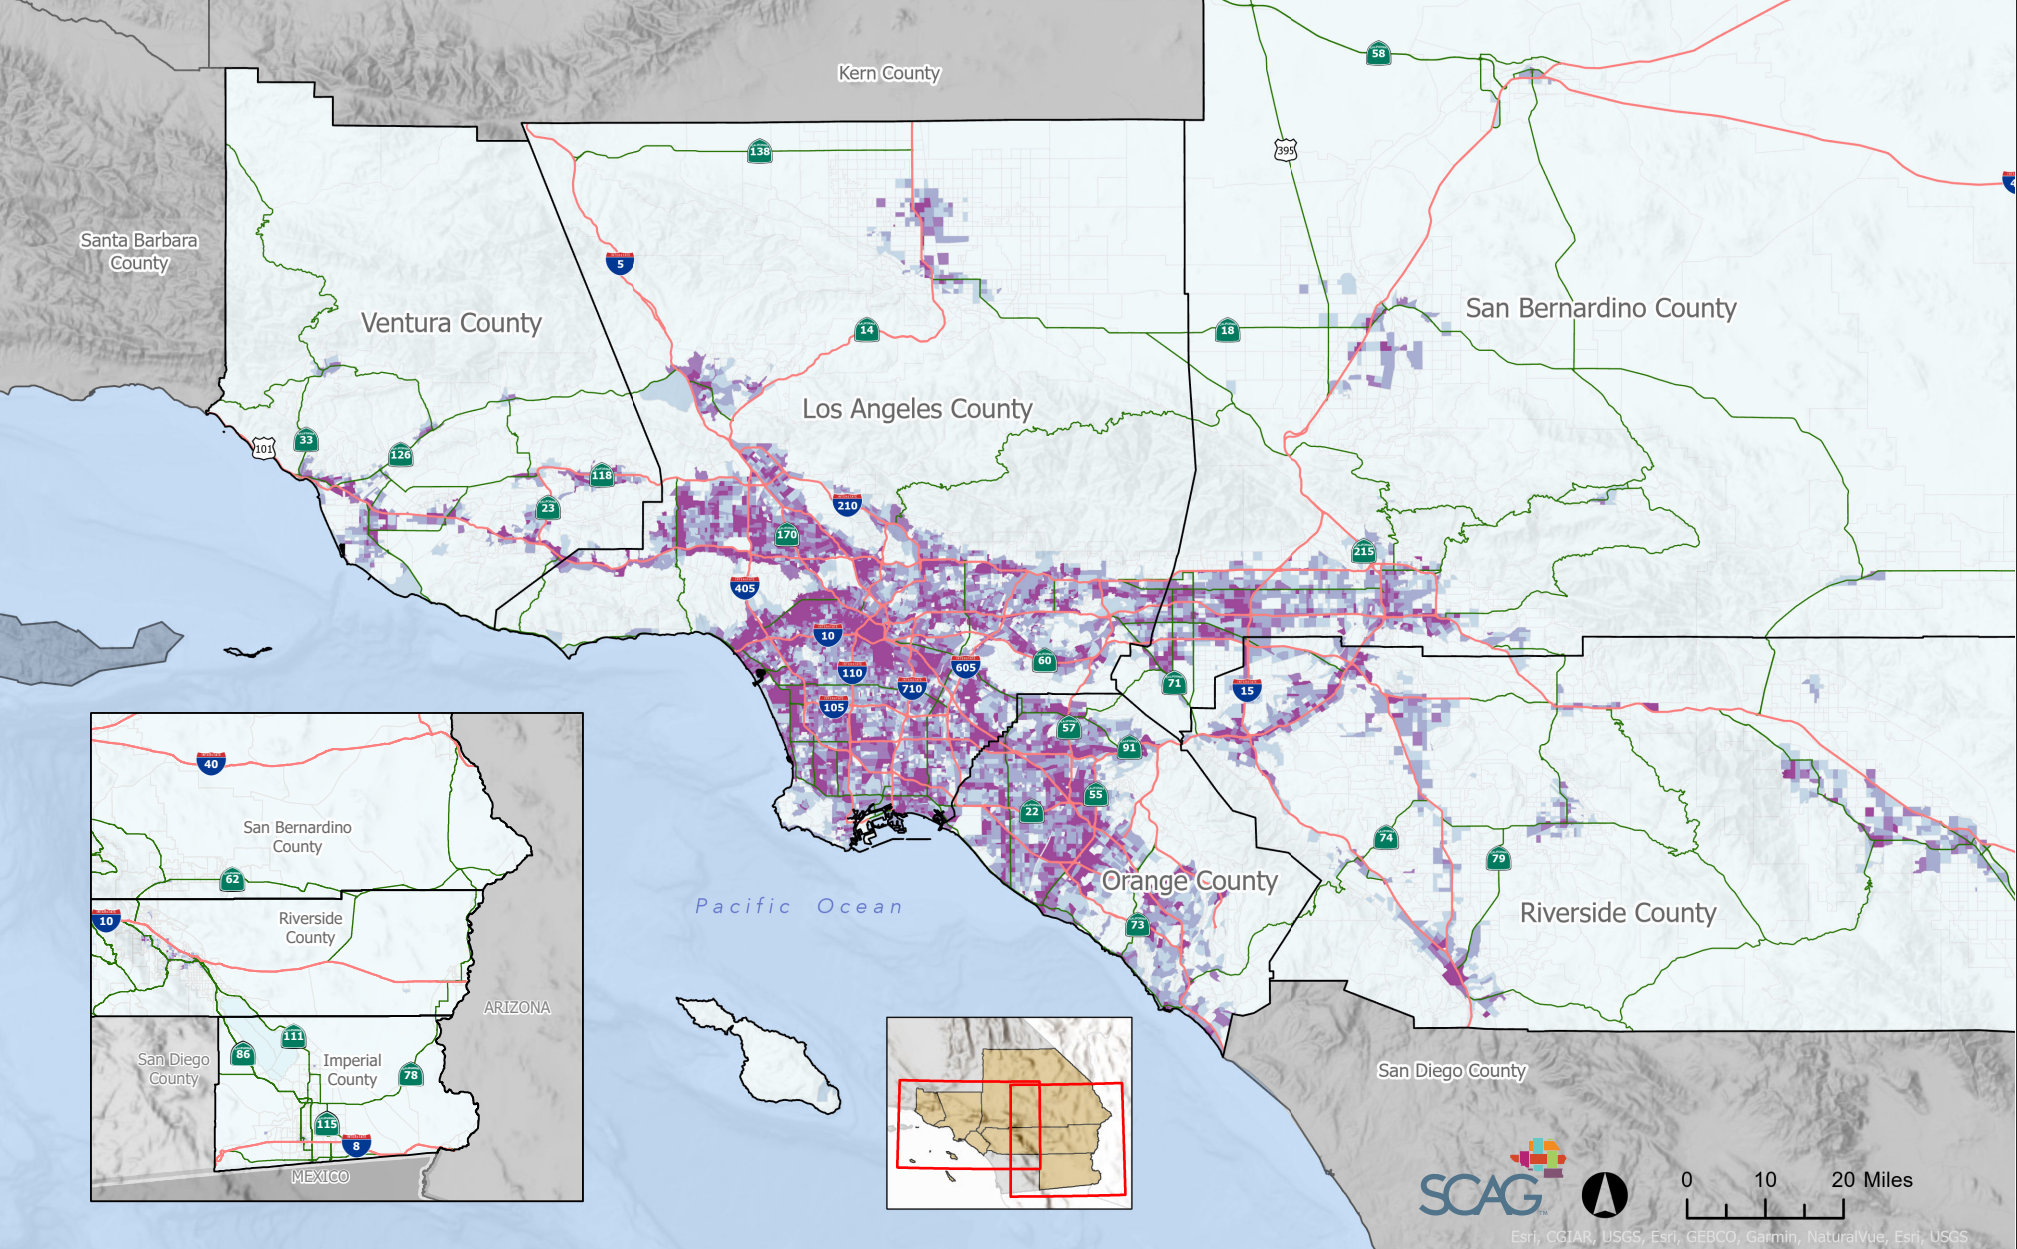 58
Kern County
138
395
4
Santa Barbara
County
5
Ventura County
14
18
San Bernardino County
Los Angeles County
33
101
126
118
23
210
170
215
405
10
110
605
60
710
105
71
15
57
91
55
22
74
79
Orange County
73
Riverside County
Pacific Ocean
40
San Bernardino
County
62
10
Riverside
County
ARIZONA
111
86
San Diego
County
Imperial
County
78
115
8
MEXICO
San Diego County
SCAG
TM
0 10 20 Miles
Esri, CGIAR, USGS, Esri, GEBCO, Garmin, NaturalVue, Esri, USGS